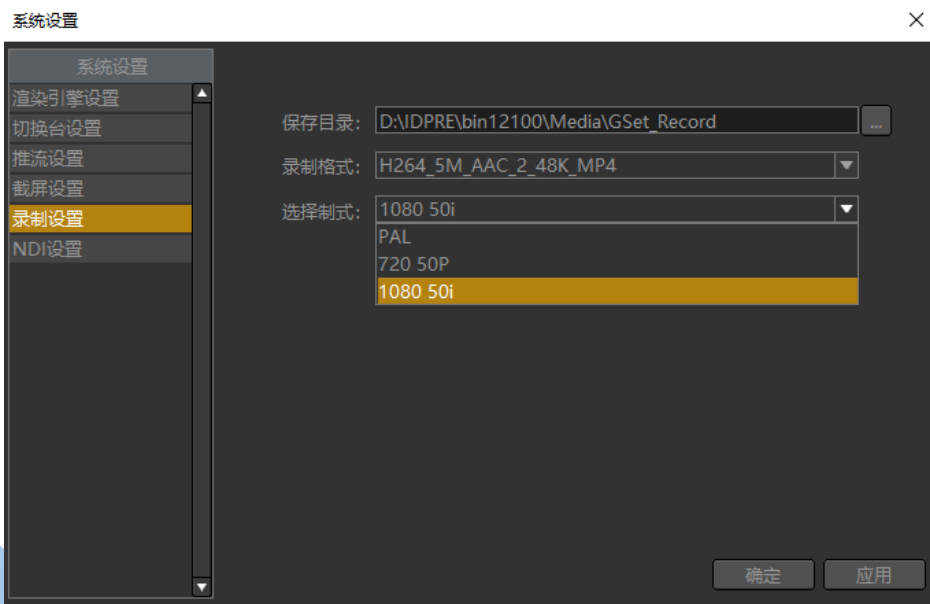 系统设置
系统设置
渲染引擎设置
切换台设置
推流设置
截屏设置
录制设置
NDI设置
保存目录: D:\IDPRE\bin12100\Media\GSet_Record ...
录制格式: H264_5M_AAC_2_48K_MP4
选择制式: 1080 50i
PAL
720 50P
1080 50i
确定 应用